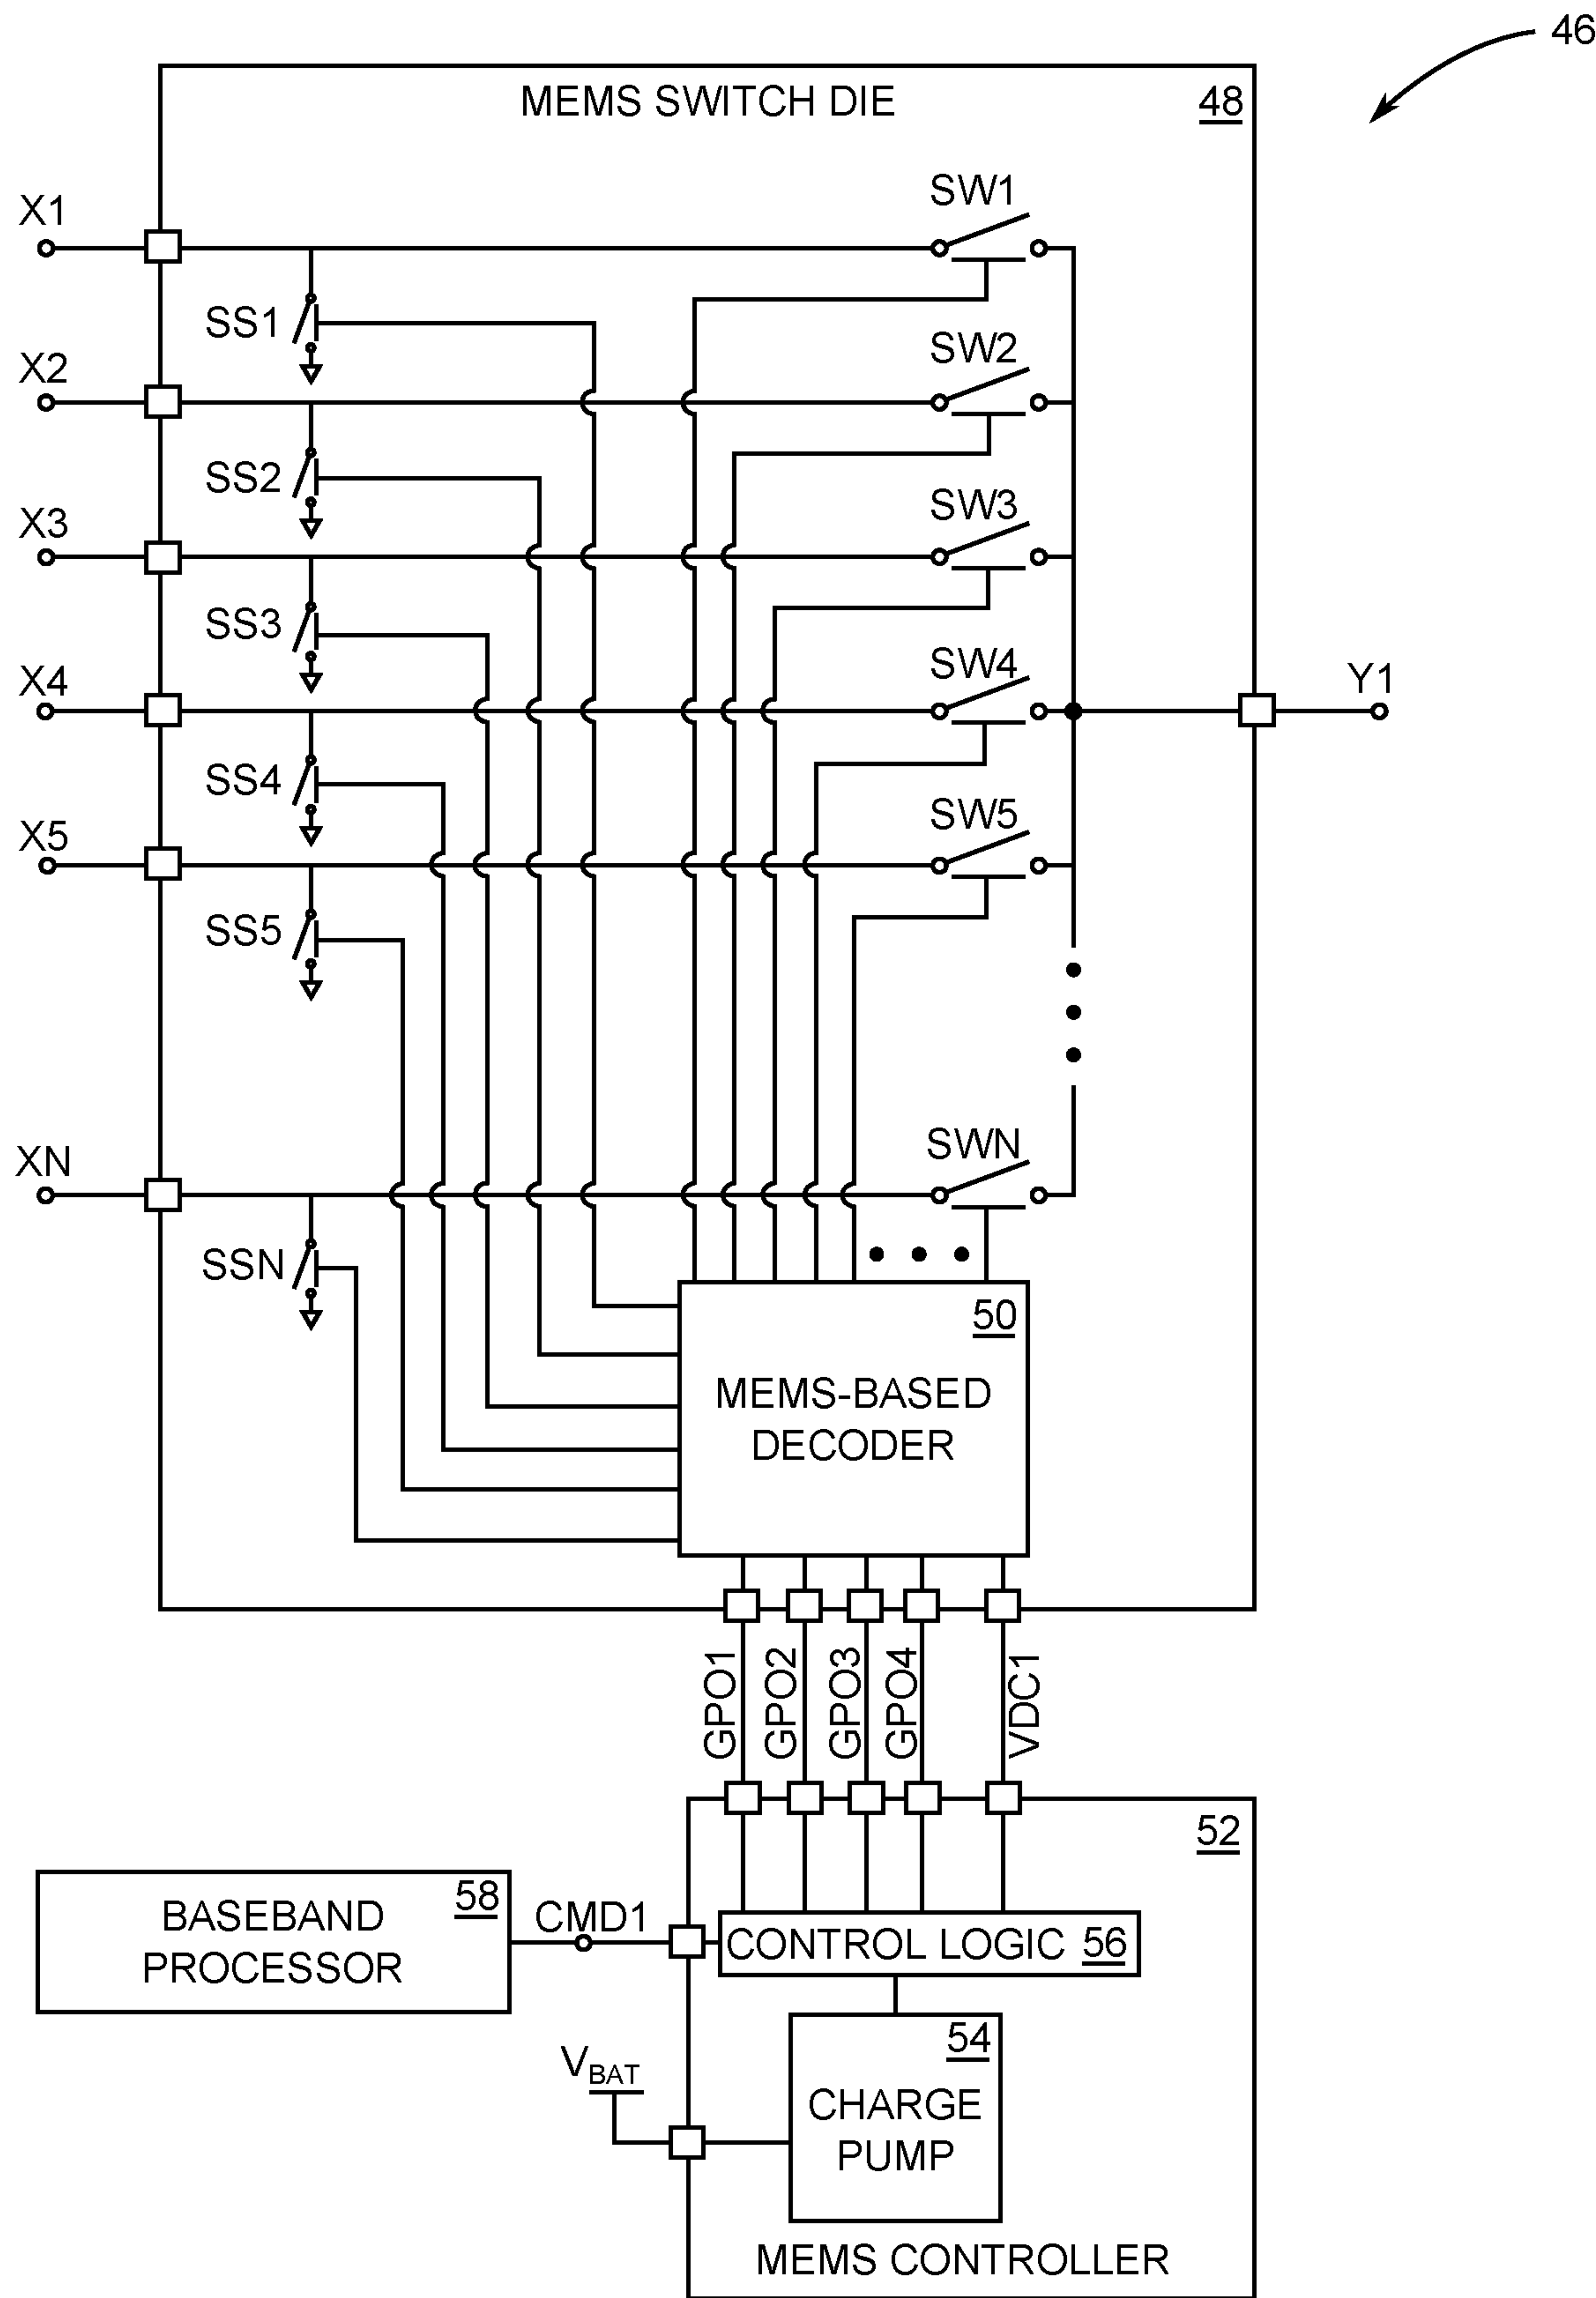 46
MEMS SWITCH DIE
48
X1
SW1
SS1
X2
SW2
SS2
X3
SW3
SS3
X4
SW4
Y1
SS4
X5
SW5
SS5
XN
SWN
SSN
50
MEMS-BASED
DECODER
GPO1
GPO2
GPO3
GPO4
VDC1
52
58
BASEBAND
PROCESSOR
CMD1
CONTROL LOGIC 56
54
VBAT
CHARGE
PUMP
MEMS CONTROLLER